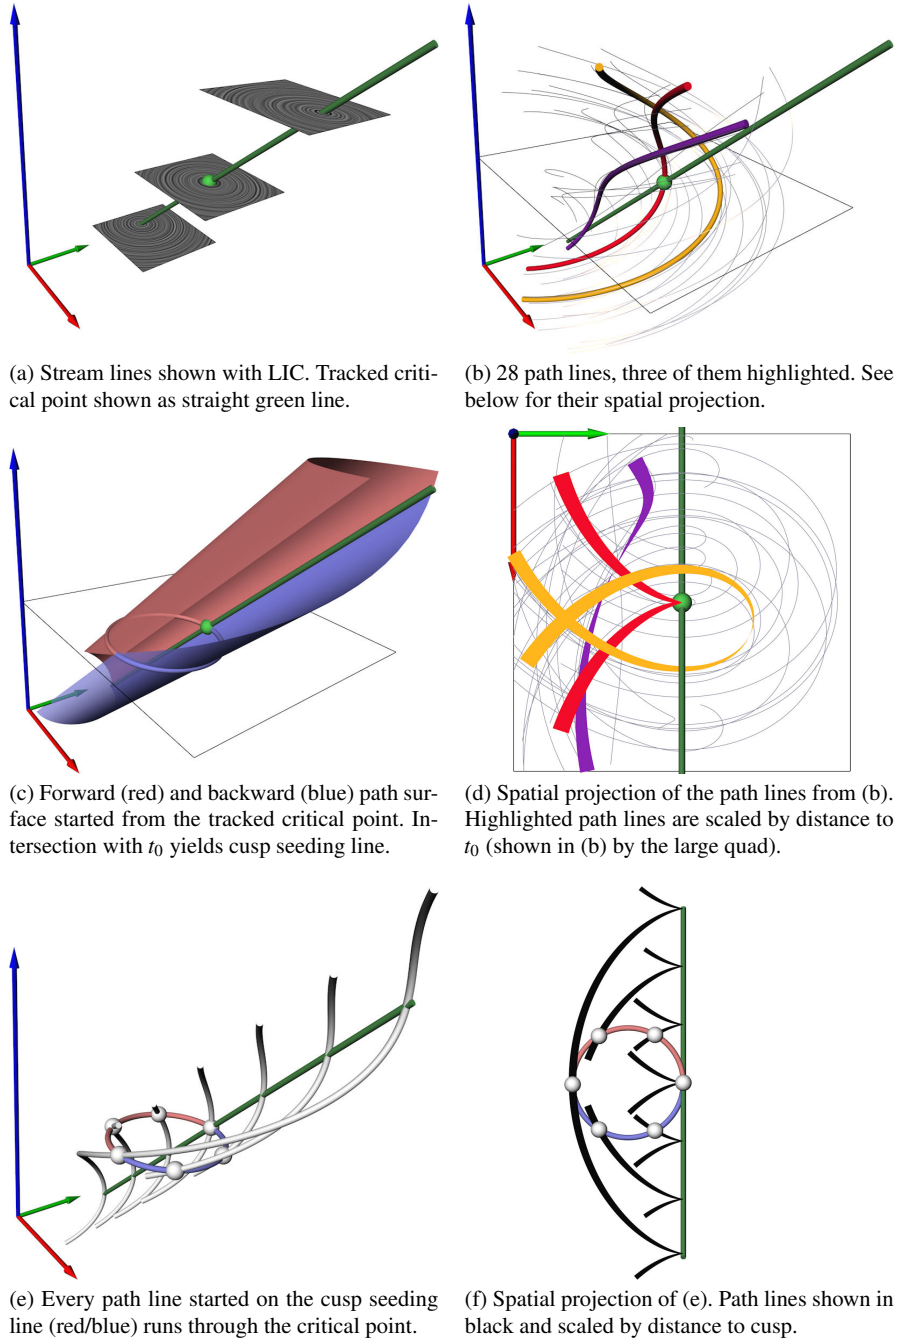 (a) Stream lines shown with LIC. Tracked criti-
cal point shown as straight green line.
(b) 28 path lines, three of them highlighted. See
below for their spatial projection.
(c) Forward (red) and backward (blue) path sur-
face started from the tracked critical point. In-
tersection with t0 yields cusp seeding line.
(d) Spatial projection of the path lines from (b).
Highlighted path lines are scaled by distance to
t0 (shown in (b) by the large quad).
(e) Every path line started on the cusp seeding
line (red/blue) runs through the critical point.
(f) Spatial projection of (e). Path lines shown in
black and scaled by distance to cusp.